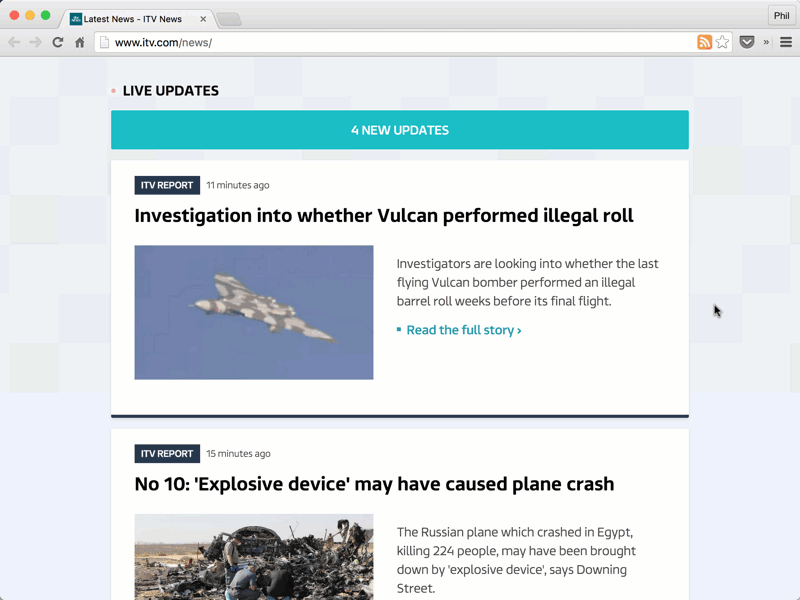 Latest News - ITV News
Phil
www.itv.com/news/
LIVE UPDATES
4 NEW UPDATES
ITV REPORT 11 minutes ago
Investigation into whether Vulcan performed illegal roll
Investigators are looking into whether the last
flying Vulcan bomber performed an illegal
barrel roll weeks before its final flight.
Read the full story ›
ITV REPORT 15 minutes ago
No 10: 'Explosive device' may have caused plane crash
The Russian plane which crashed in Egypt,
killing 224 people, may have been brought
down by 'explosive device', says Downing
Street.